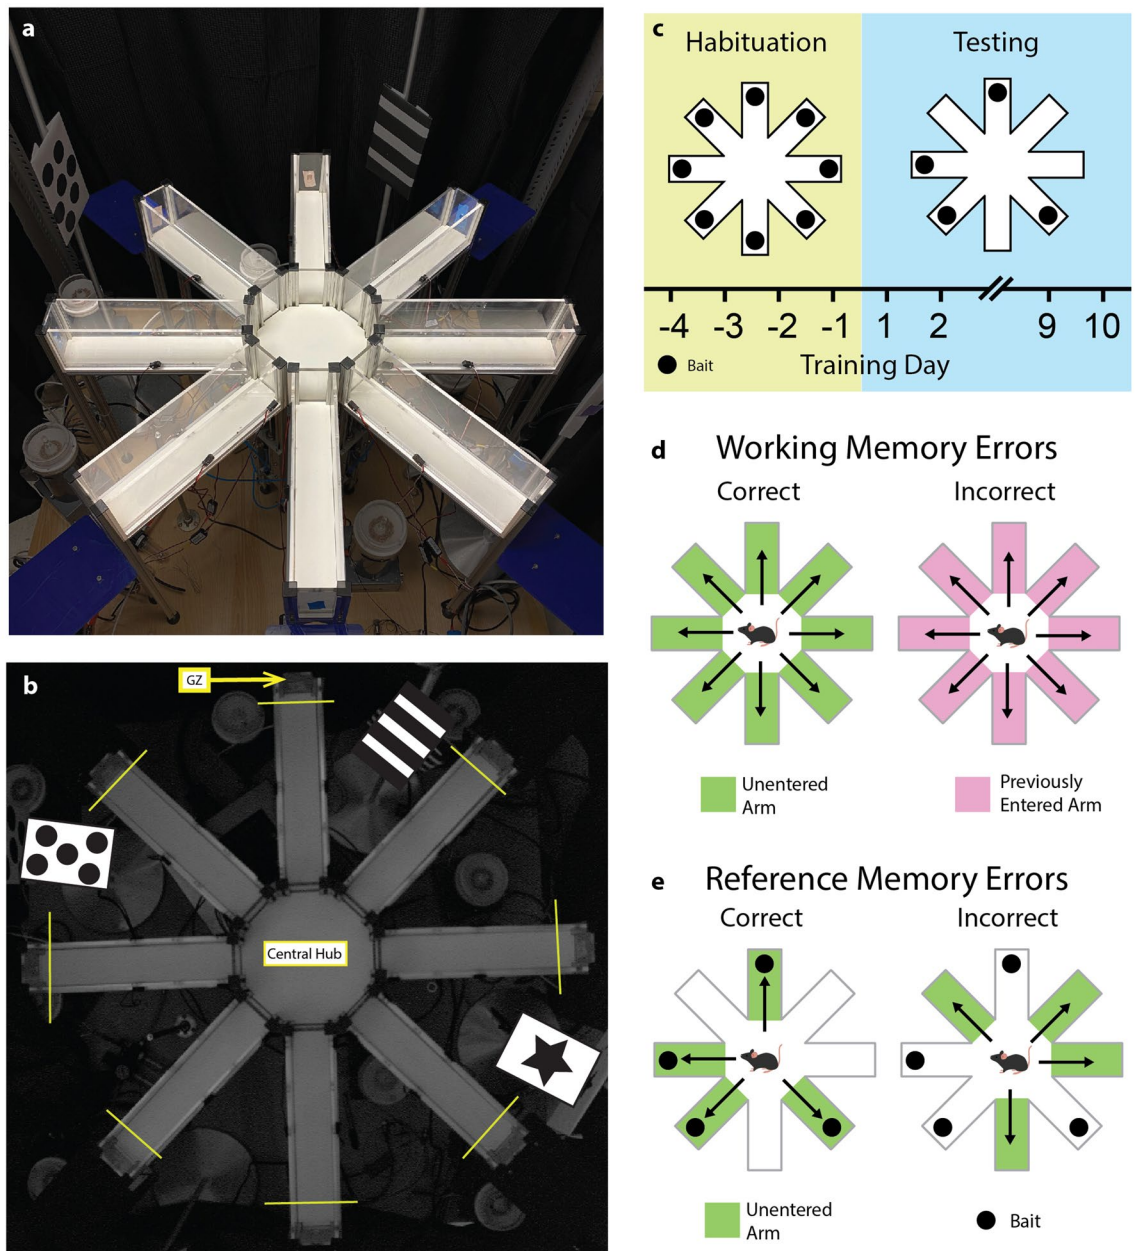 a
b
GZ
Central Hub
c
Habituation
Testing
-4
-3
-2
-1
1
2
9
10
Bait
Training Day
d
Working Memory Errors
Correct
Incorrect
Unentered
Arm
Previously
Entered Arm
e
Reference Memory Errors
Correct
Incorrect
Unentered
Arm
Bait